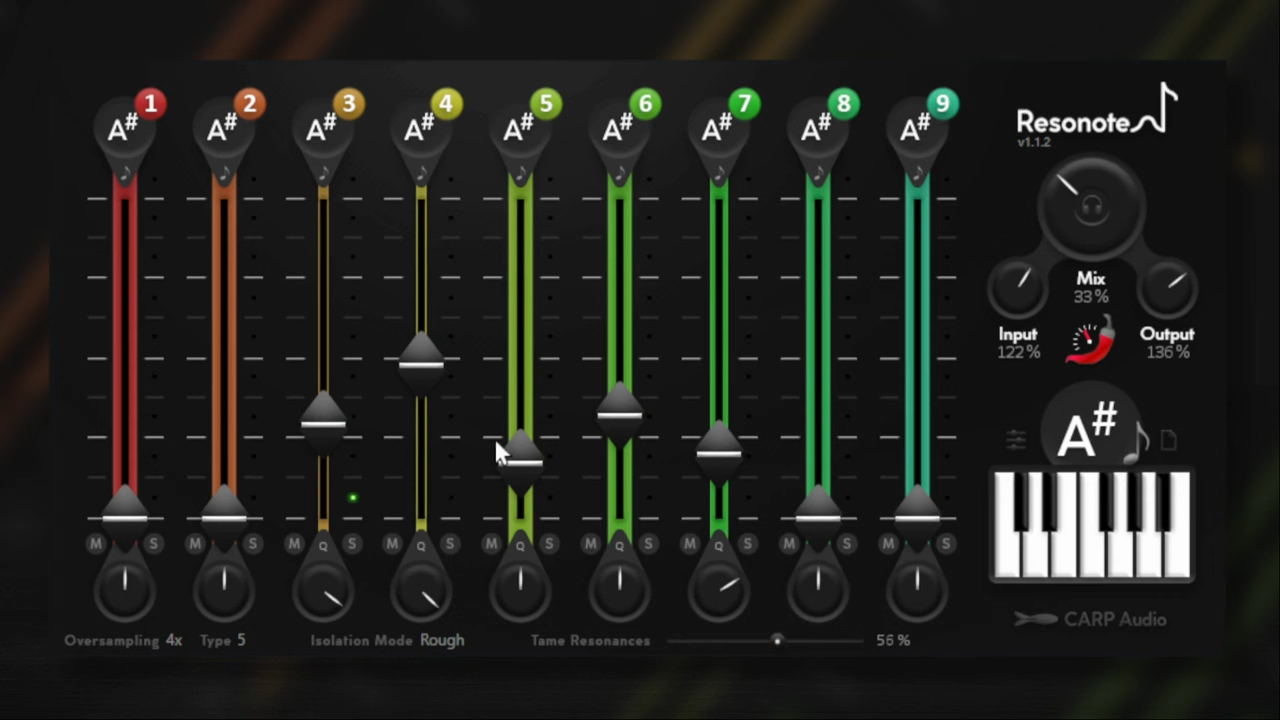 1 2 3 4 5 6 7 8 9
A# A# A# A# A# A# A# A# A#
Resonote
v1.1.2
Mix
33 %
Input
122 %
Output
136 %
A#
M S M S M Q S M Q S M Q S M Q S M Q S M S M S
CARP Audio
Oversampling 4x Type 5 Isolation Mode Rough Tame Resonances 56 %